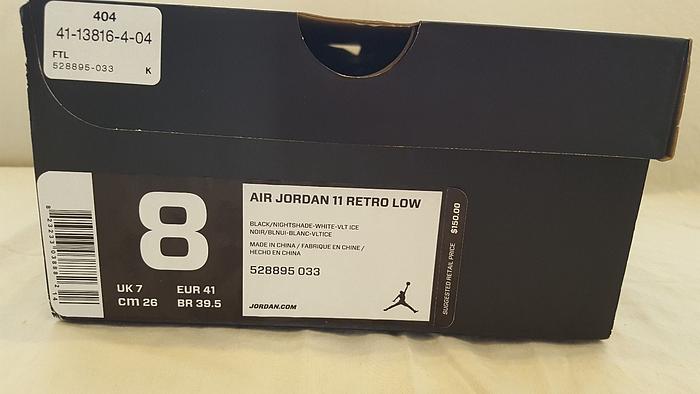 404
41-13816-4-04
FTL
528895-033 K
8
UK 7 EUR 41
cm 26 BR 39.5
AIR JORDAN 11 RETRO LOW
BLACK/NIGHTSHADE-WHITE-VLT ICE
NOIR/BLNUI-BLANC-VLTICE
MADE IN CHINA / FABRIQUE EN CHINE /
HECHO EN CHINA
528895 033
JORDAN.COM
SUGGESTED RETAIL PRICE $150.00